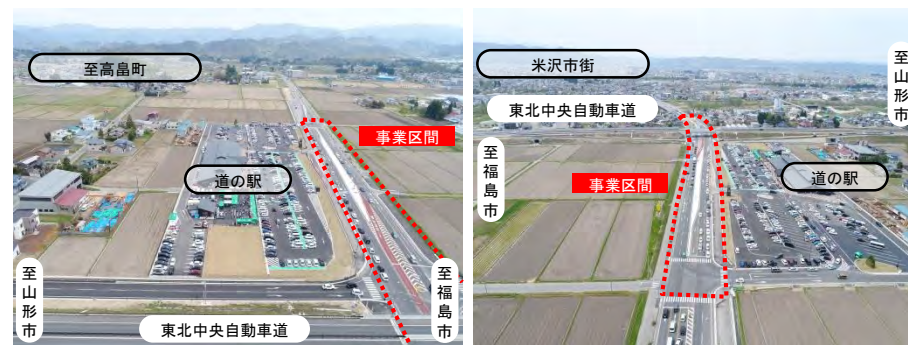 至高畠町
事業区間
道の駅
至山形市
至福島市
東北中央自動車道
米沢市街
東北中央自動車道
至山形市
至福島市
事業区間
道の駅